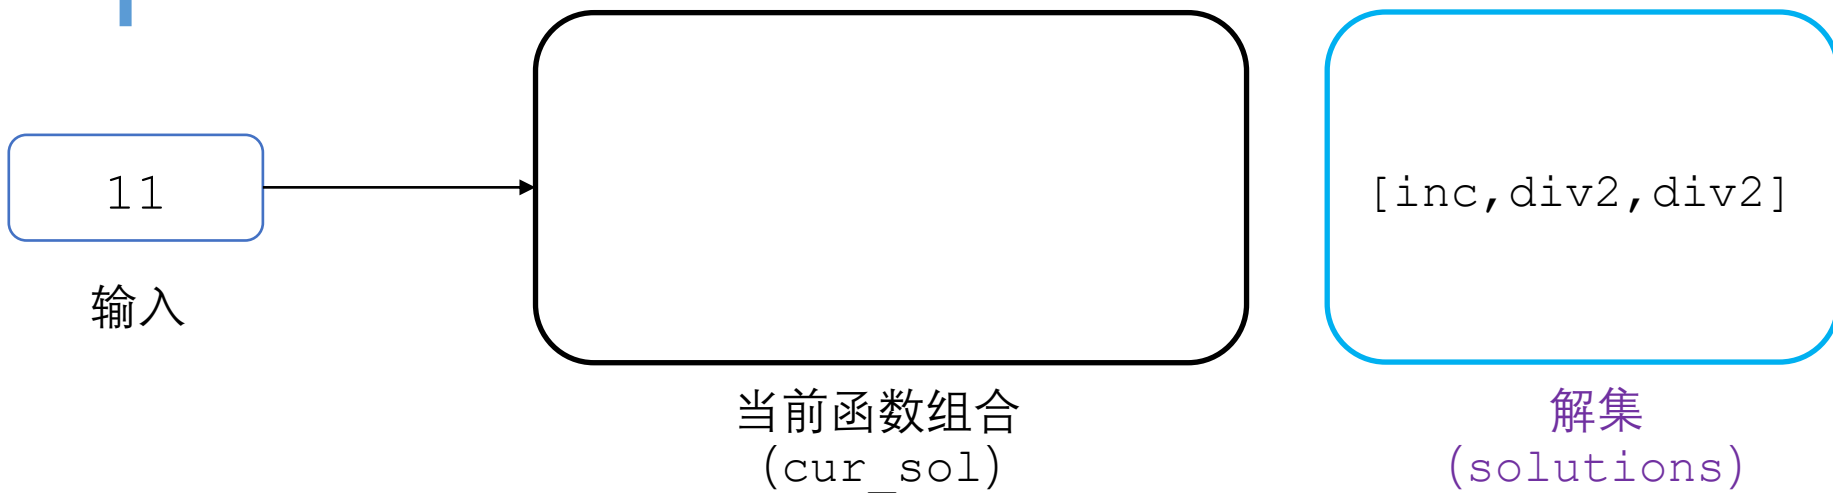 11
输入
[inc,div2,div2]
当前函数组合
(cur_sol)
解集
(solutions)